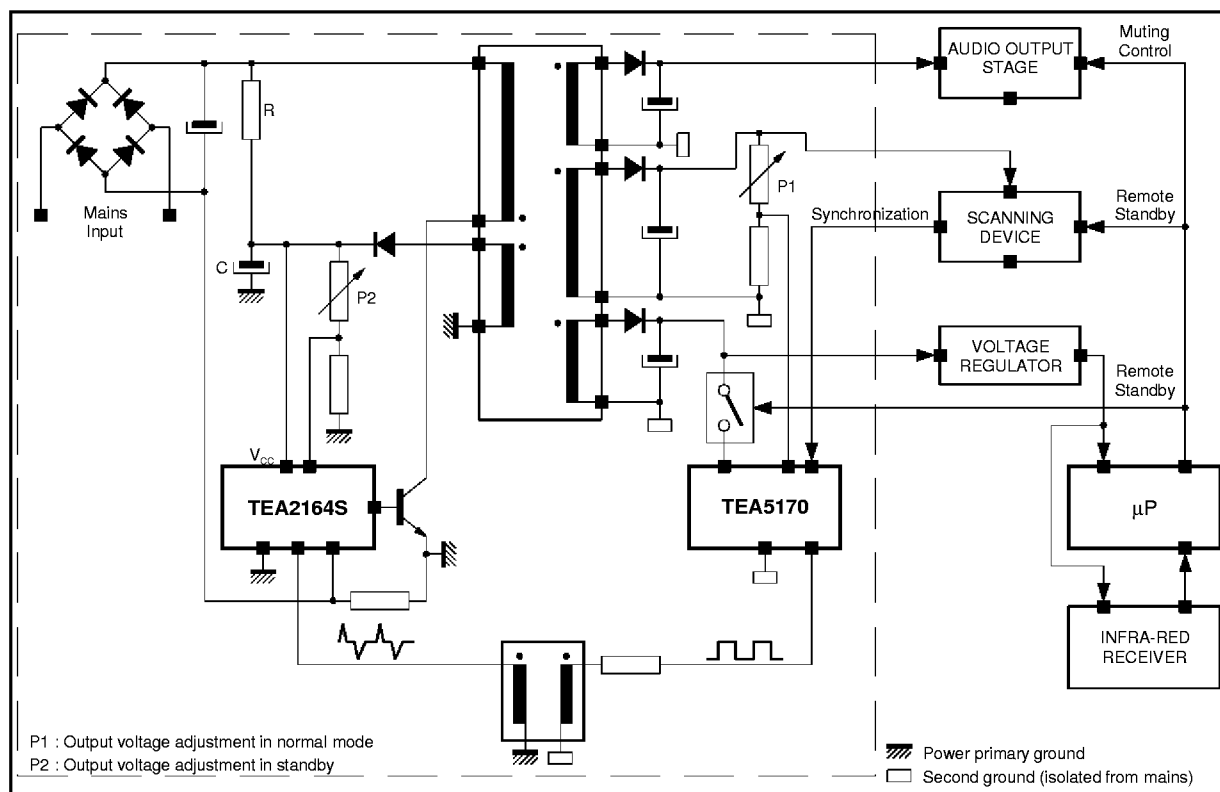 Muting
Control
AUDIO OUTPUT
STAGE
R
P1
Mains
Input
Synchronization
SCANNING
DEVICE
Remote
Standby
C
P2
VOLTAGE
REGULATOR
Remote
Standby
VCC
TEA2164S
TEA5170
µP
INFRA-RED
RECEIVER
P1 : Output voltage adjustment in normal mode
P2 : Output voltage adjustment in standby
Power primary ground
Second ground (isolated from mains)